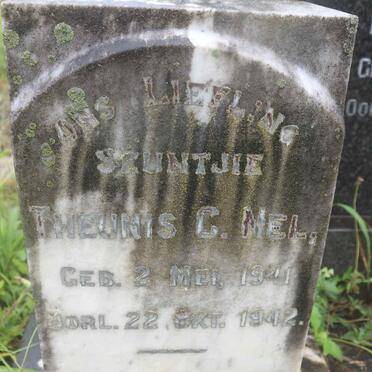 ONS LIEFLING
SEUNTJIE
THEUNIS C. NEL,
GEB. 2 MEI, 1941
OORL. 22 OKT. 1942.